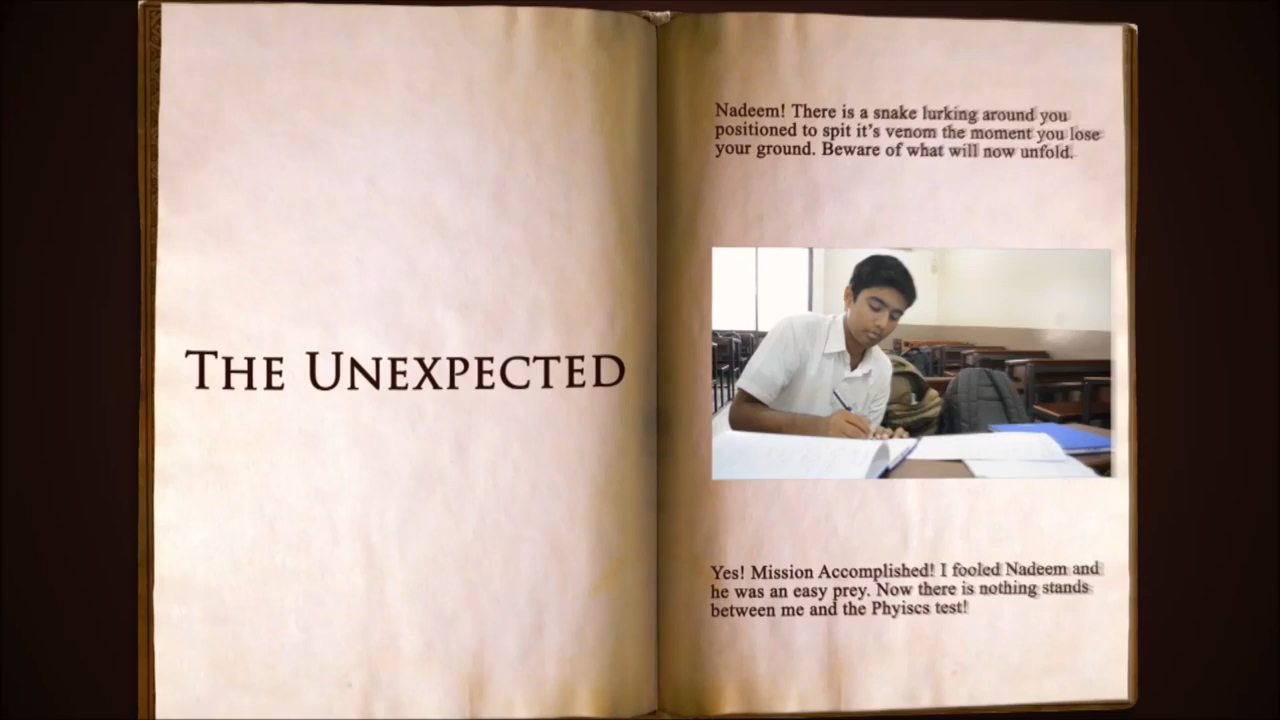 THE UNEXPECTED
Nadeem! There is a snake lurking around you
positioned to spit it's venom the moment you lose
your ground. Beware of what will now unfold.
Yes! Mission Accomplished! I fooled Nadeem and
he was an easy prey. Now there is nothing stands
between me and the Phyiscs test!